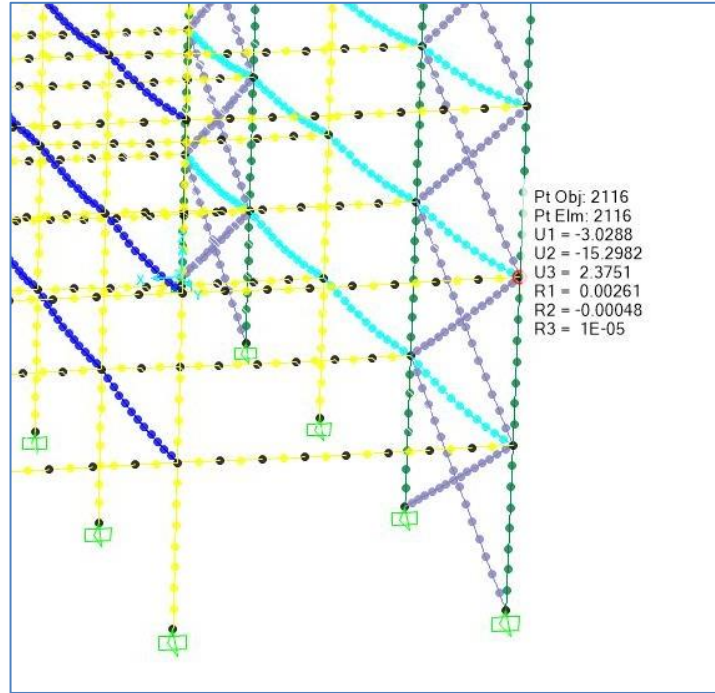 Pt Obj: 2116
Pt Elm: 2116
U1 = -3.0288
U2 = -15.2982
U3 = 2.3751
R1 = 0.00261
R2 = -0.00048
R3 = 1E-05
X
Y